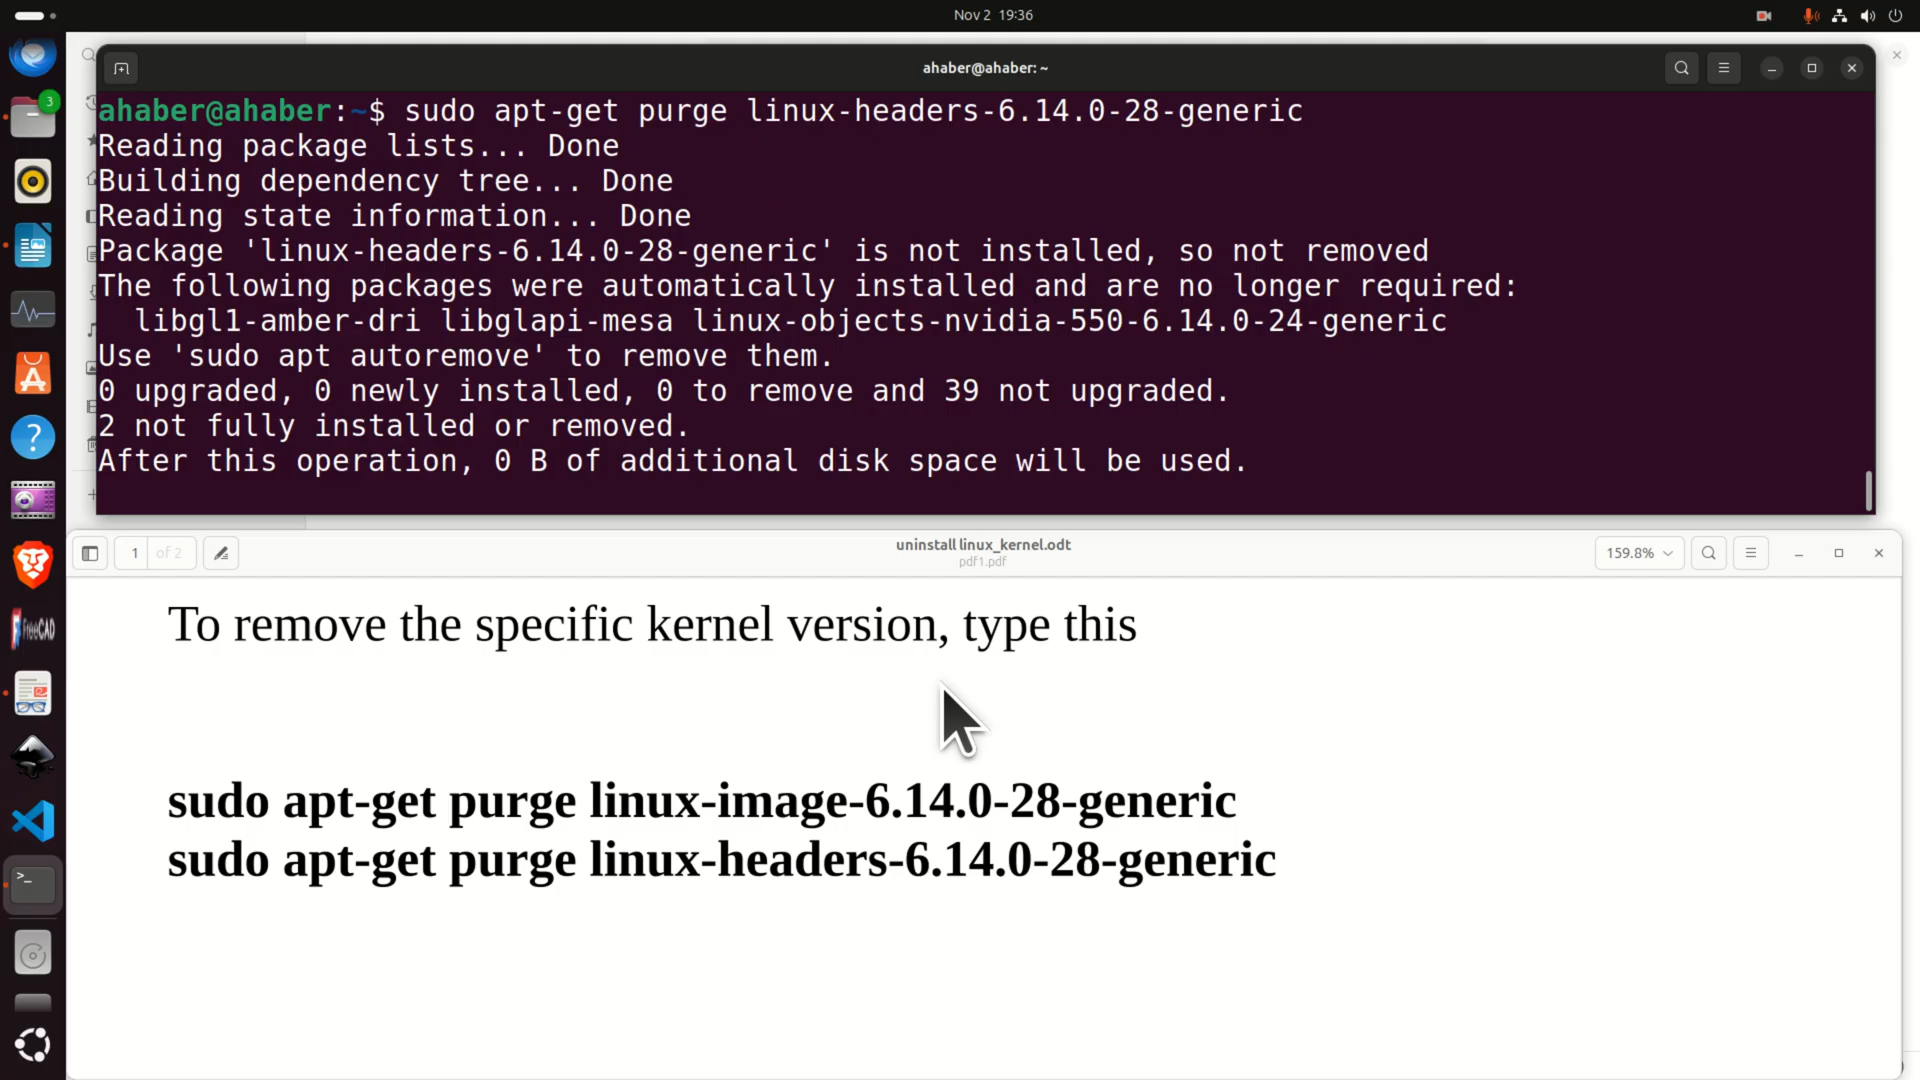 Nov 2 19:36
ahaber@ahaber: ~
ahaber@ahaber:~$ sudo apt-get purge linux-headers-6.14.0-28-generic
Reading package lists... Done
Building dependency tree... Done
Reading state information... Done
Package 'linux-headers-6.14.0-28-generic' is not installed, so not removed
The following packages were automatically installed and are no longer required:
libgl1-amber-dri libglapi-mesa linux-objects-nvidia-550-6.14.0-24-generic
Use 'sudo apt autoremove' to remove them.
0 upgraded, 0 newly installed, 0 to remove and 39 not upgraded.
2 not fully installed or removed.
After this operation, 0 B of additional disk space will be used.
3
FreeCAD
1 of 2
uninstall linux_kernel.odt
pdf1.pdf
159.8%
To remove the specific kernel version, type this
sudo apt-get purge linux-image-6.14.0-28-generic
sudo apt-get purge linux-headers-6.14.0-28-generic